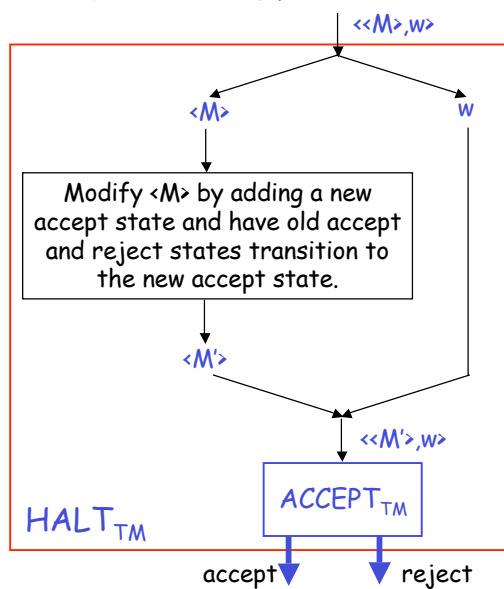 <<M>,w>
<M>
w
Modify <M> by adding a new
accept state and have old accept
and reject states transition to
the new accept state.
<M'>
<<M'>,w>
ACCEPTTM
HALTTM
accept
reject